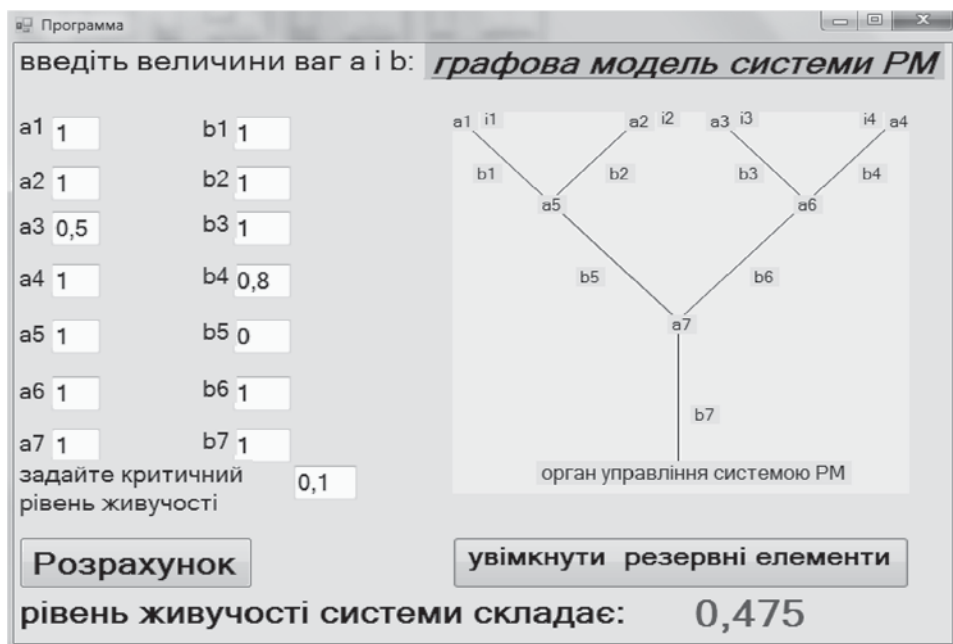 Программа
введіть величини ваг a і b: графова модель системи РМ
a1 1 b1 1
a2 1 b2 1
a3 0,5 b3 1
a4 1 b4 0,8
a5 1 b5 0
a6 1 b6 1
a7 1 b7 1
задайте критичний
рівень живучості
0,1
a1 i1 a2 i2 a3 i3 i4 a4
b1 b2 b3 b4
a5 a6
b5 b6
a7
b7
орган управління системою РМ
Розрахунок
увімкнути резервні елементи
рівень живучості системи складає: 0,475